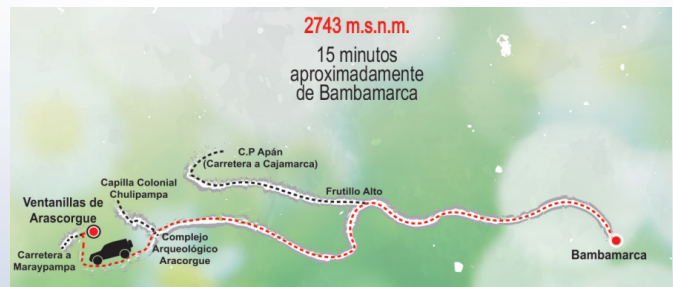 2743 m.s.n.m.
15 minutos
aproximadamente
de Bambamarca
C.P Apán
(Carretera a Cajamarca)
Capilla Colonial
Chulipampa
Frutillo Alto
Ventanillas de
Arascorgue
Complejo
Arqueológico
Aracorgue
Carretera a
Maraypampa
Bambamarca